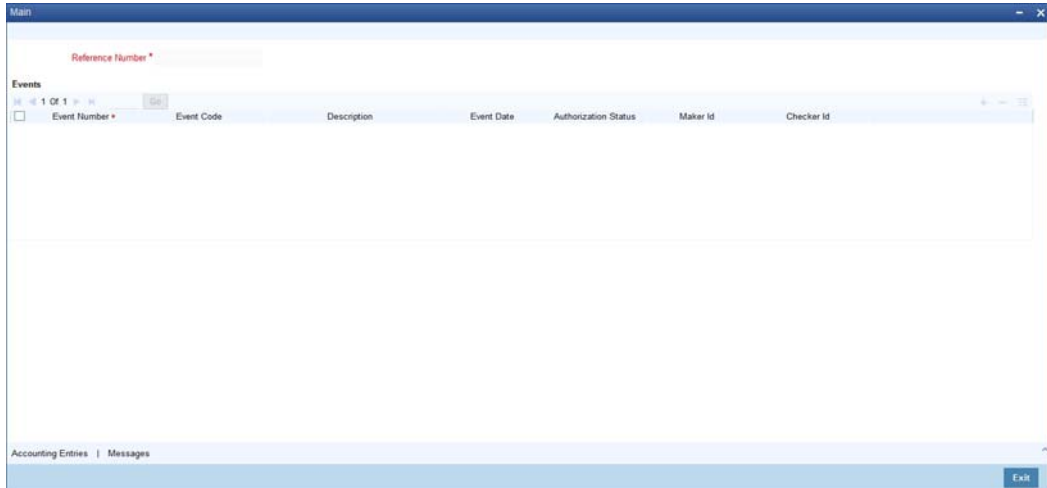 Main
Reference Number *
Events
1 Of 1 Go
Event Number * Event Code Description Event Date Authorization Status Maker Id Checker Id
Accounting Entries | Messages
Exit